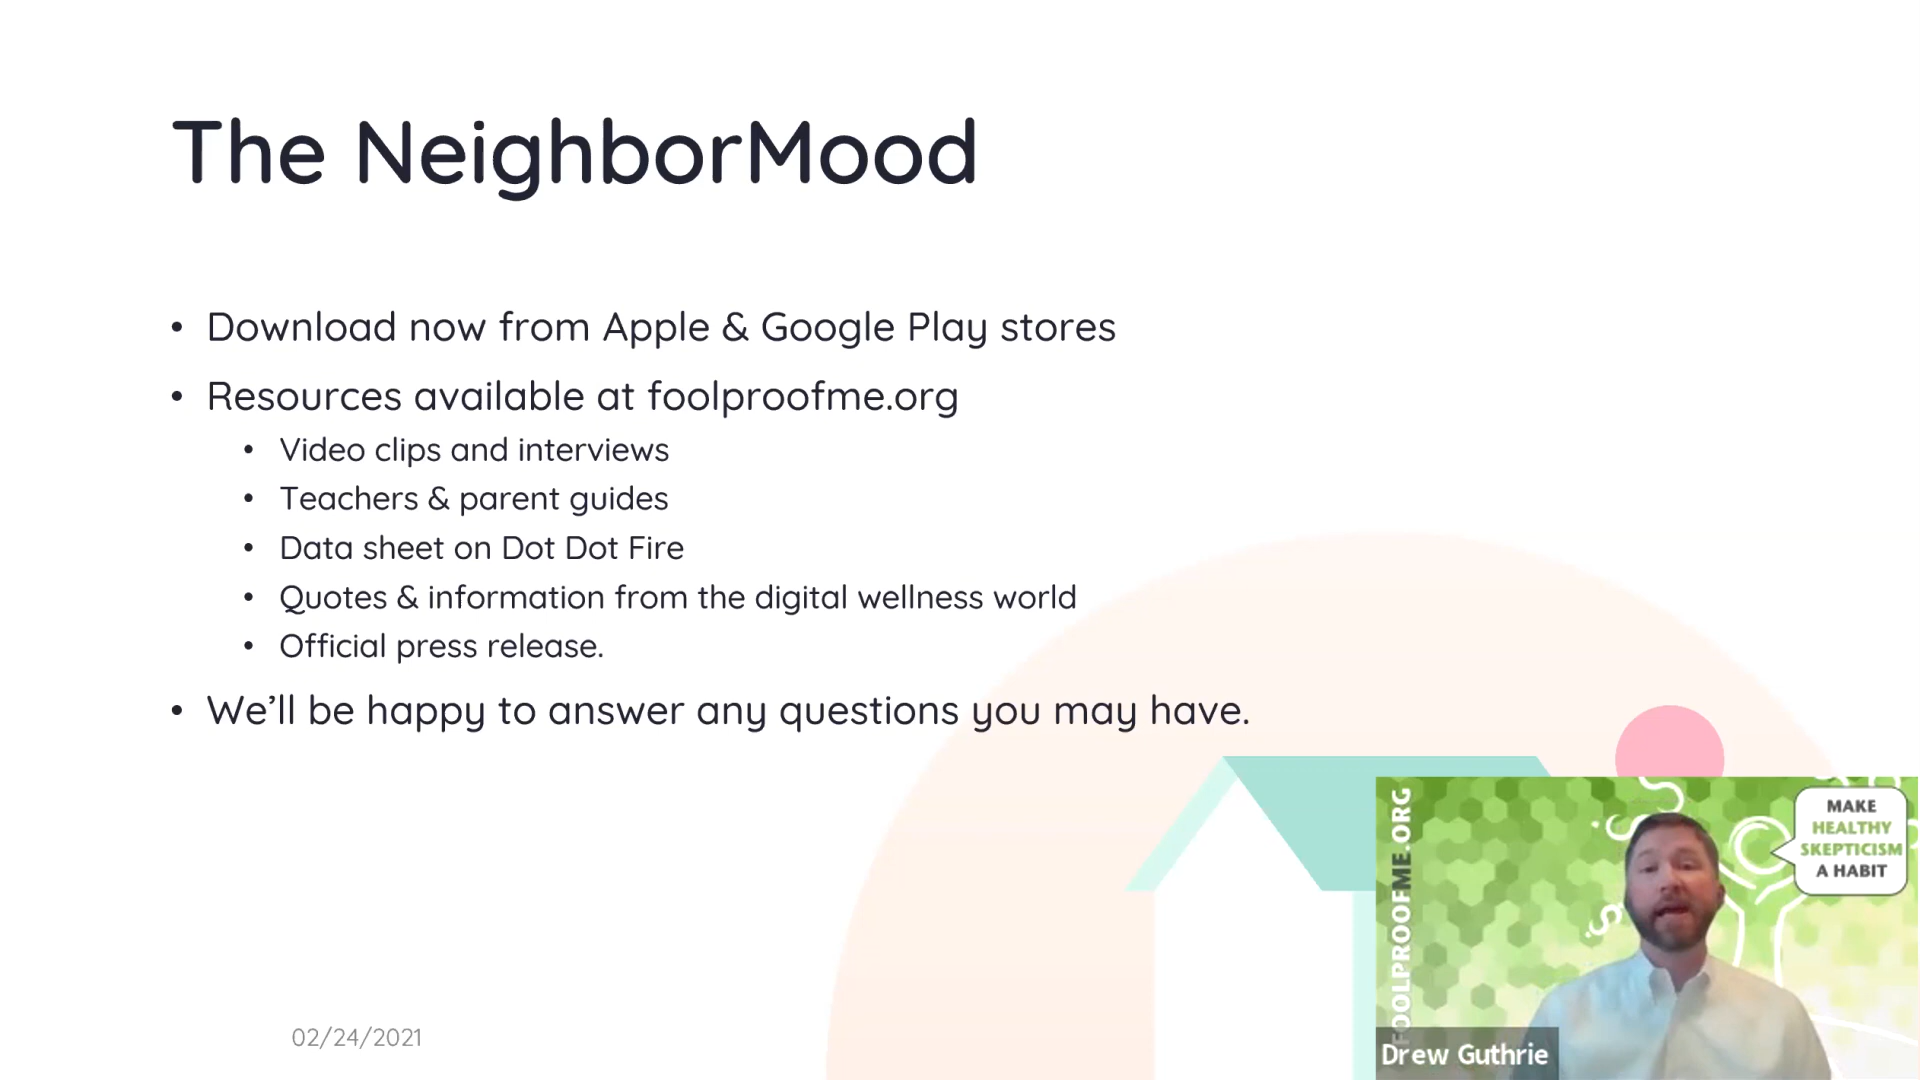 The NeighborMood
• Download now from Apple & Google Play stores
• Resources available at foolproofme.org
• Video clips and interviews
• Teachers & parent guides
• Data sheet on Dot Dot Fire
• Quotes & information from the digital wellness world
• Official press release.
• We’ll be happy to answer any questions you may have.
02/24/2021
FOOLPROOFME.ORG
MAKE
HEALTHY
SKEPTICISM
A HABIT
Drew Guthrie